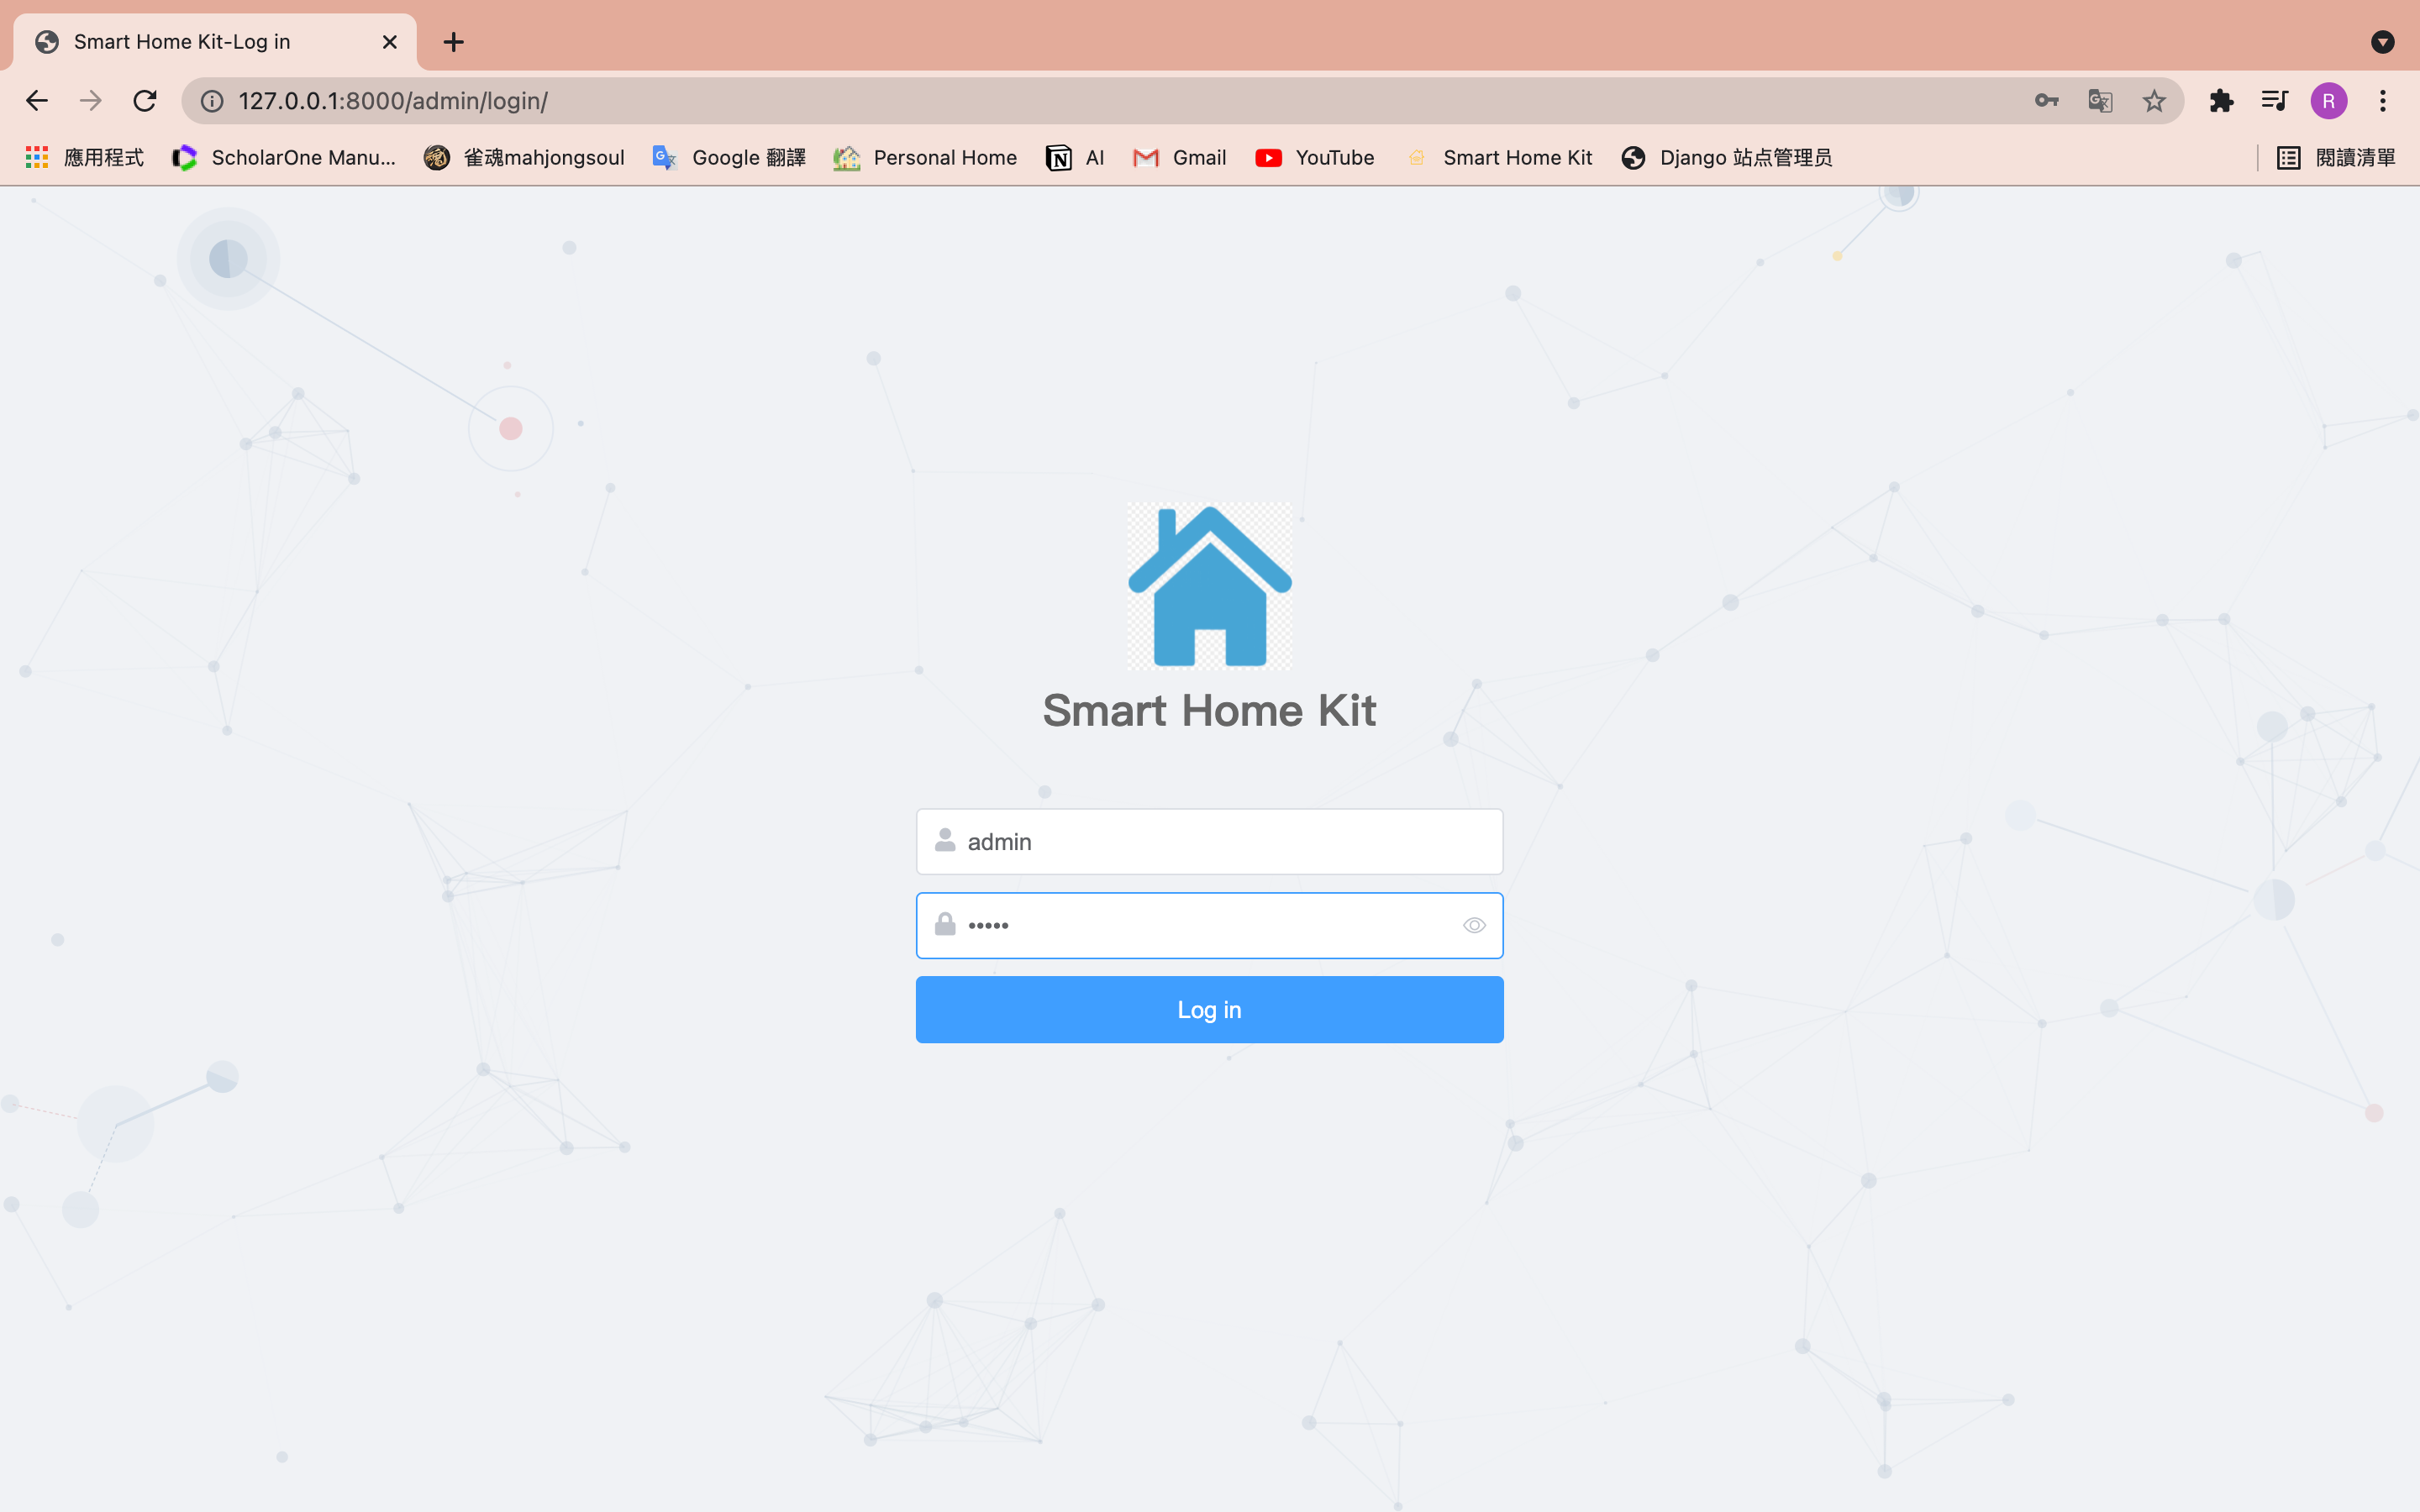 Smart Home Kit-Log in
127.0.0.1:8000/admin/login/
R
應用程式 ScholarOne Manu... 雀魂mahjongsoul Google 翻譯 Personal Home AI Gmail YouTube Smart Home Kit Django 站点管理员 閱讀清單
Smart Home Kit
admin
•••••
Log in